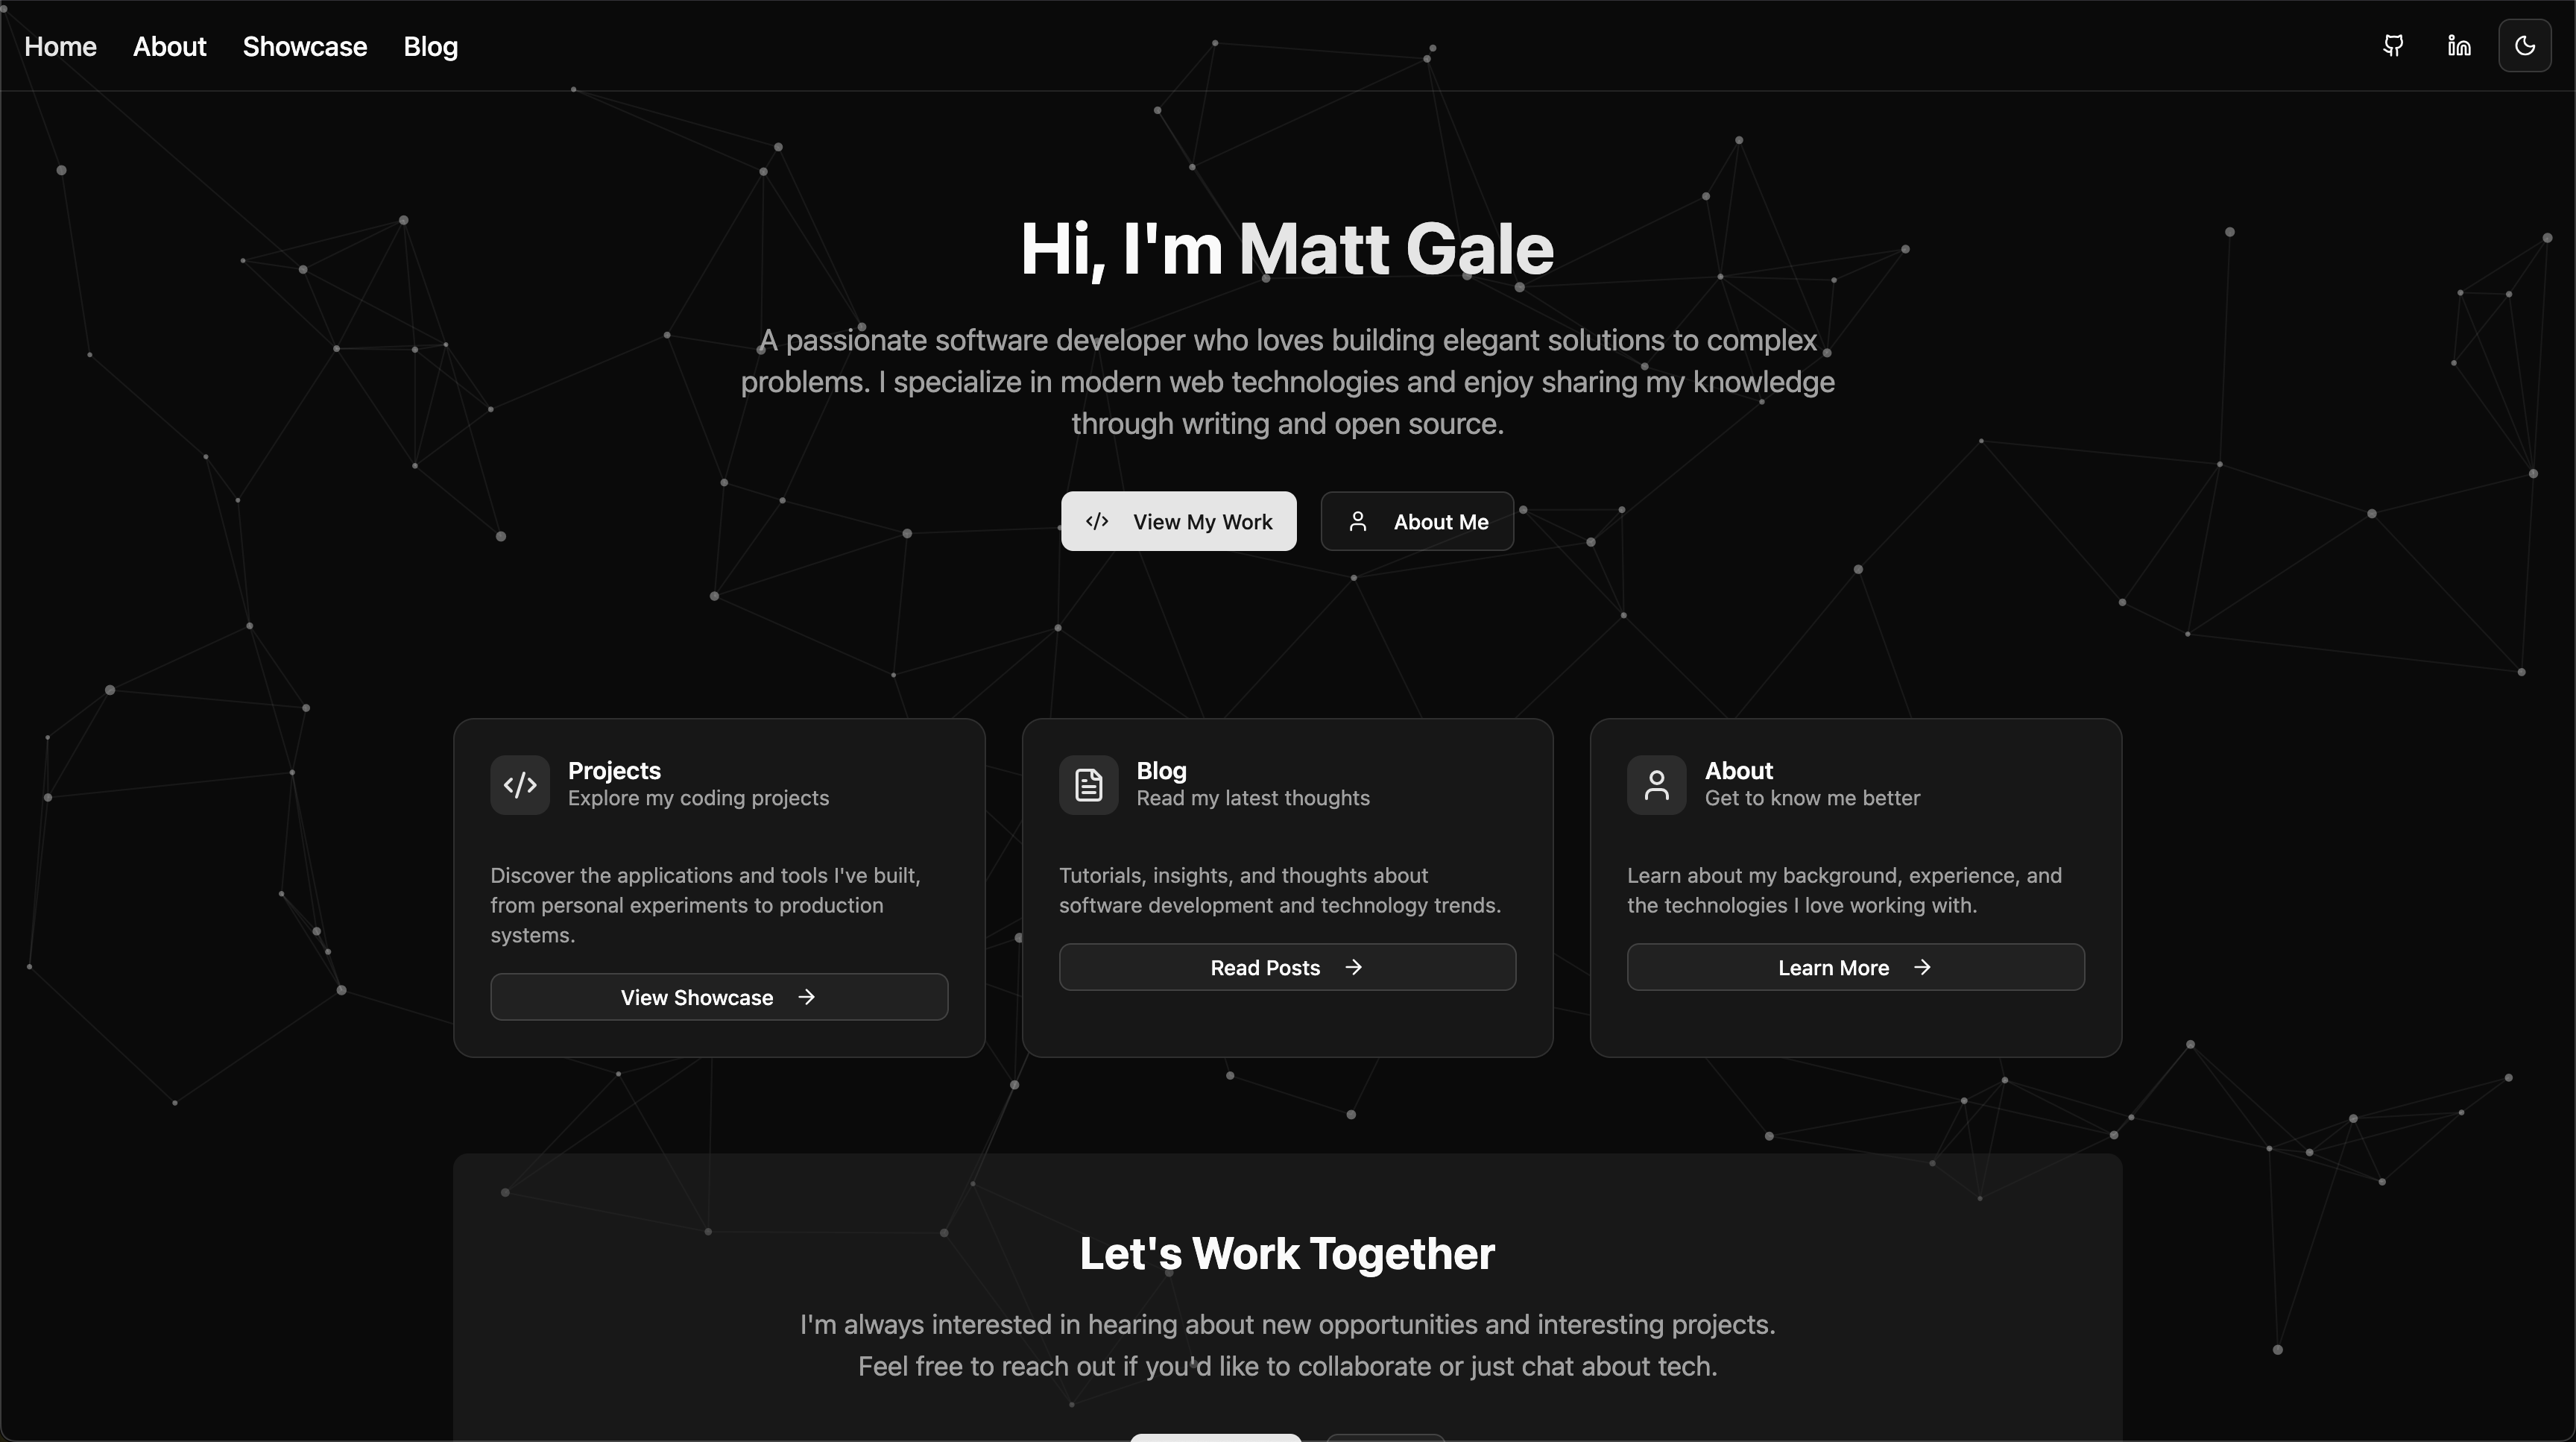 Home About Showcase Blog
Hi, I'm Matt Gale
A passionate software developer who loves building elegant solutions to complex
problems. I specialize in modern web technologies and enjoy sharing my knowledge
through writing and open source.
View My Work About Me
Projects
Explore my coding projects
Discover the applications and tools I've built,
from personal experiments to production
systems.
View Showcase
Blog
Read my latest thoughts
Tutorials, insights, and thoughts about
software development and technology trends.
Read Posts
About
Get to know me better
Learn about my background, experience, and
the technologies I love working with.
Learn More
Let's Work Together
I'm always interested in hearing about new opportunities and interesting projects.
Feel free to reach out if you'd like to collaborate or just chat about tech.